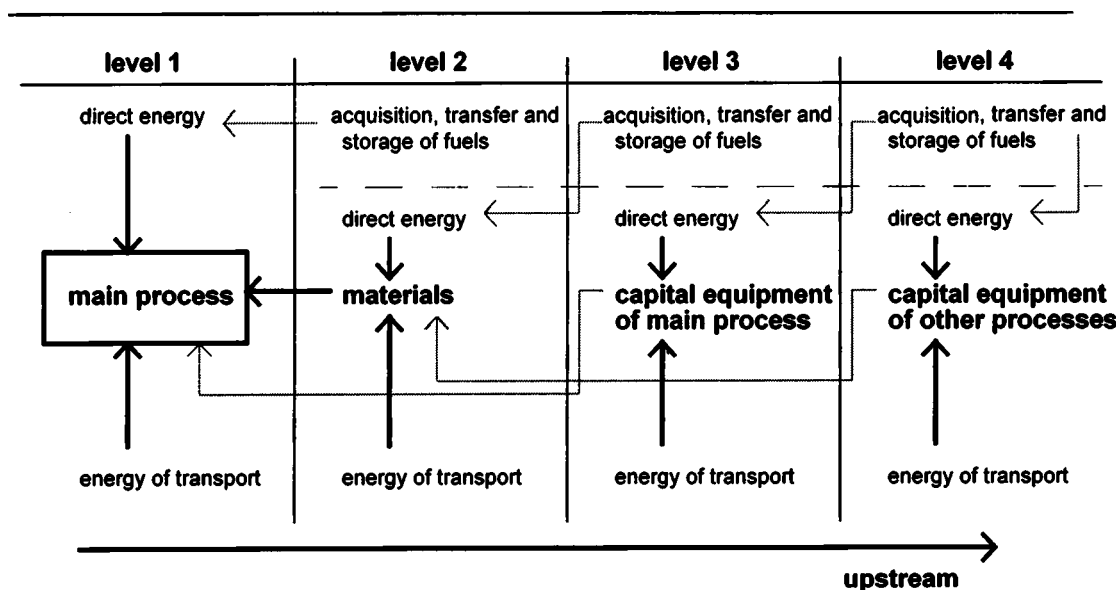 level 1 level 2 level 3 level 4
direct energy
acquisition, transfer and
storage of fuels
acquisition, transfer and
storage of fuels
acquisition, transfer and
storage of fuels
direct energy direct energy direct energy
main process
materials
capital equipment
of main process
capital equipment
of other processes
energy of transport energy of transport energy of transport energy of transport
upstream